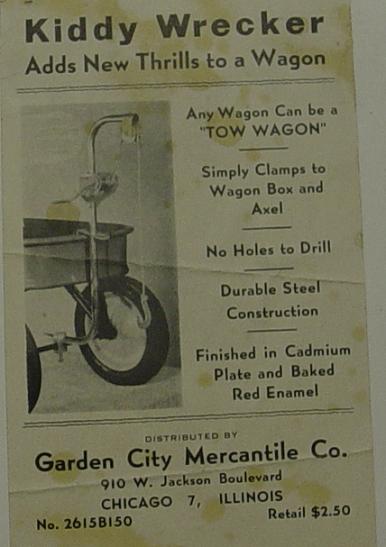 Kiddy Wrecker
Adds New Thrills to a Wagon
Any Wagon Can be a
"TOW WAGON"
Simply Clamps to
Wagon Box and
Axel
No Holes to Drill
Durable Steel
Construction
Finished in Cadmium
Plate and Baked
Red Enamel
DISTRIBUTED BY
Garden City Mercantile Co.
910 W. Jackson Boulevard
CHICAGO 7, ILLINOIS
No. 2615B150 Retail $2.50